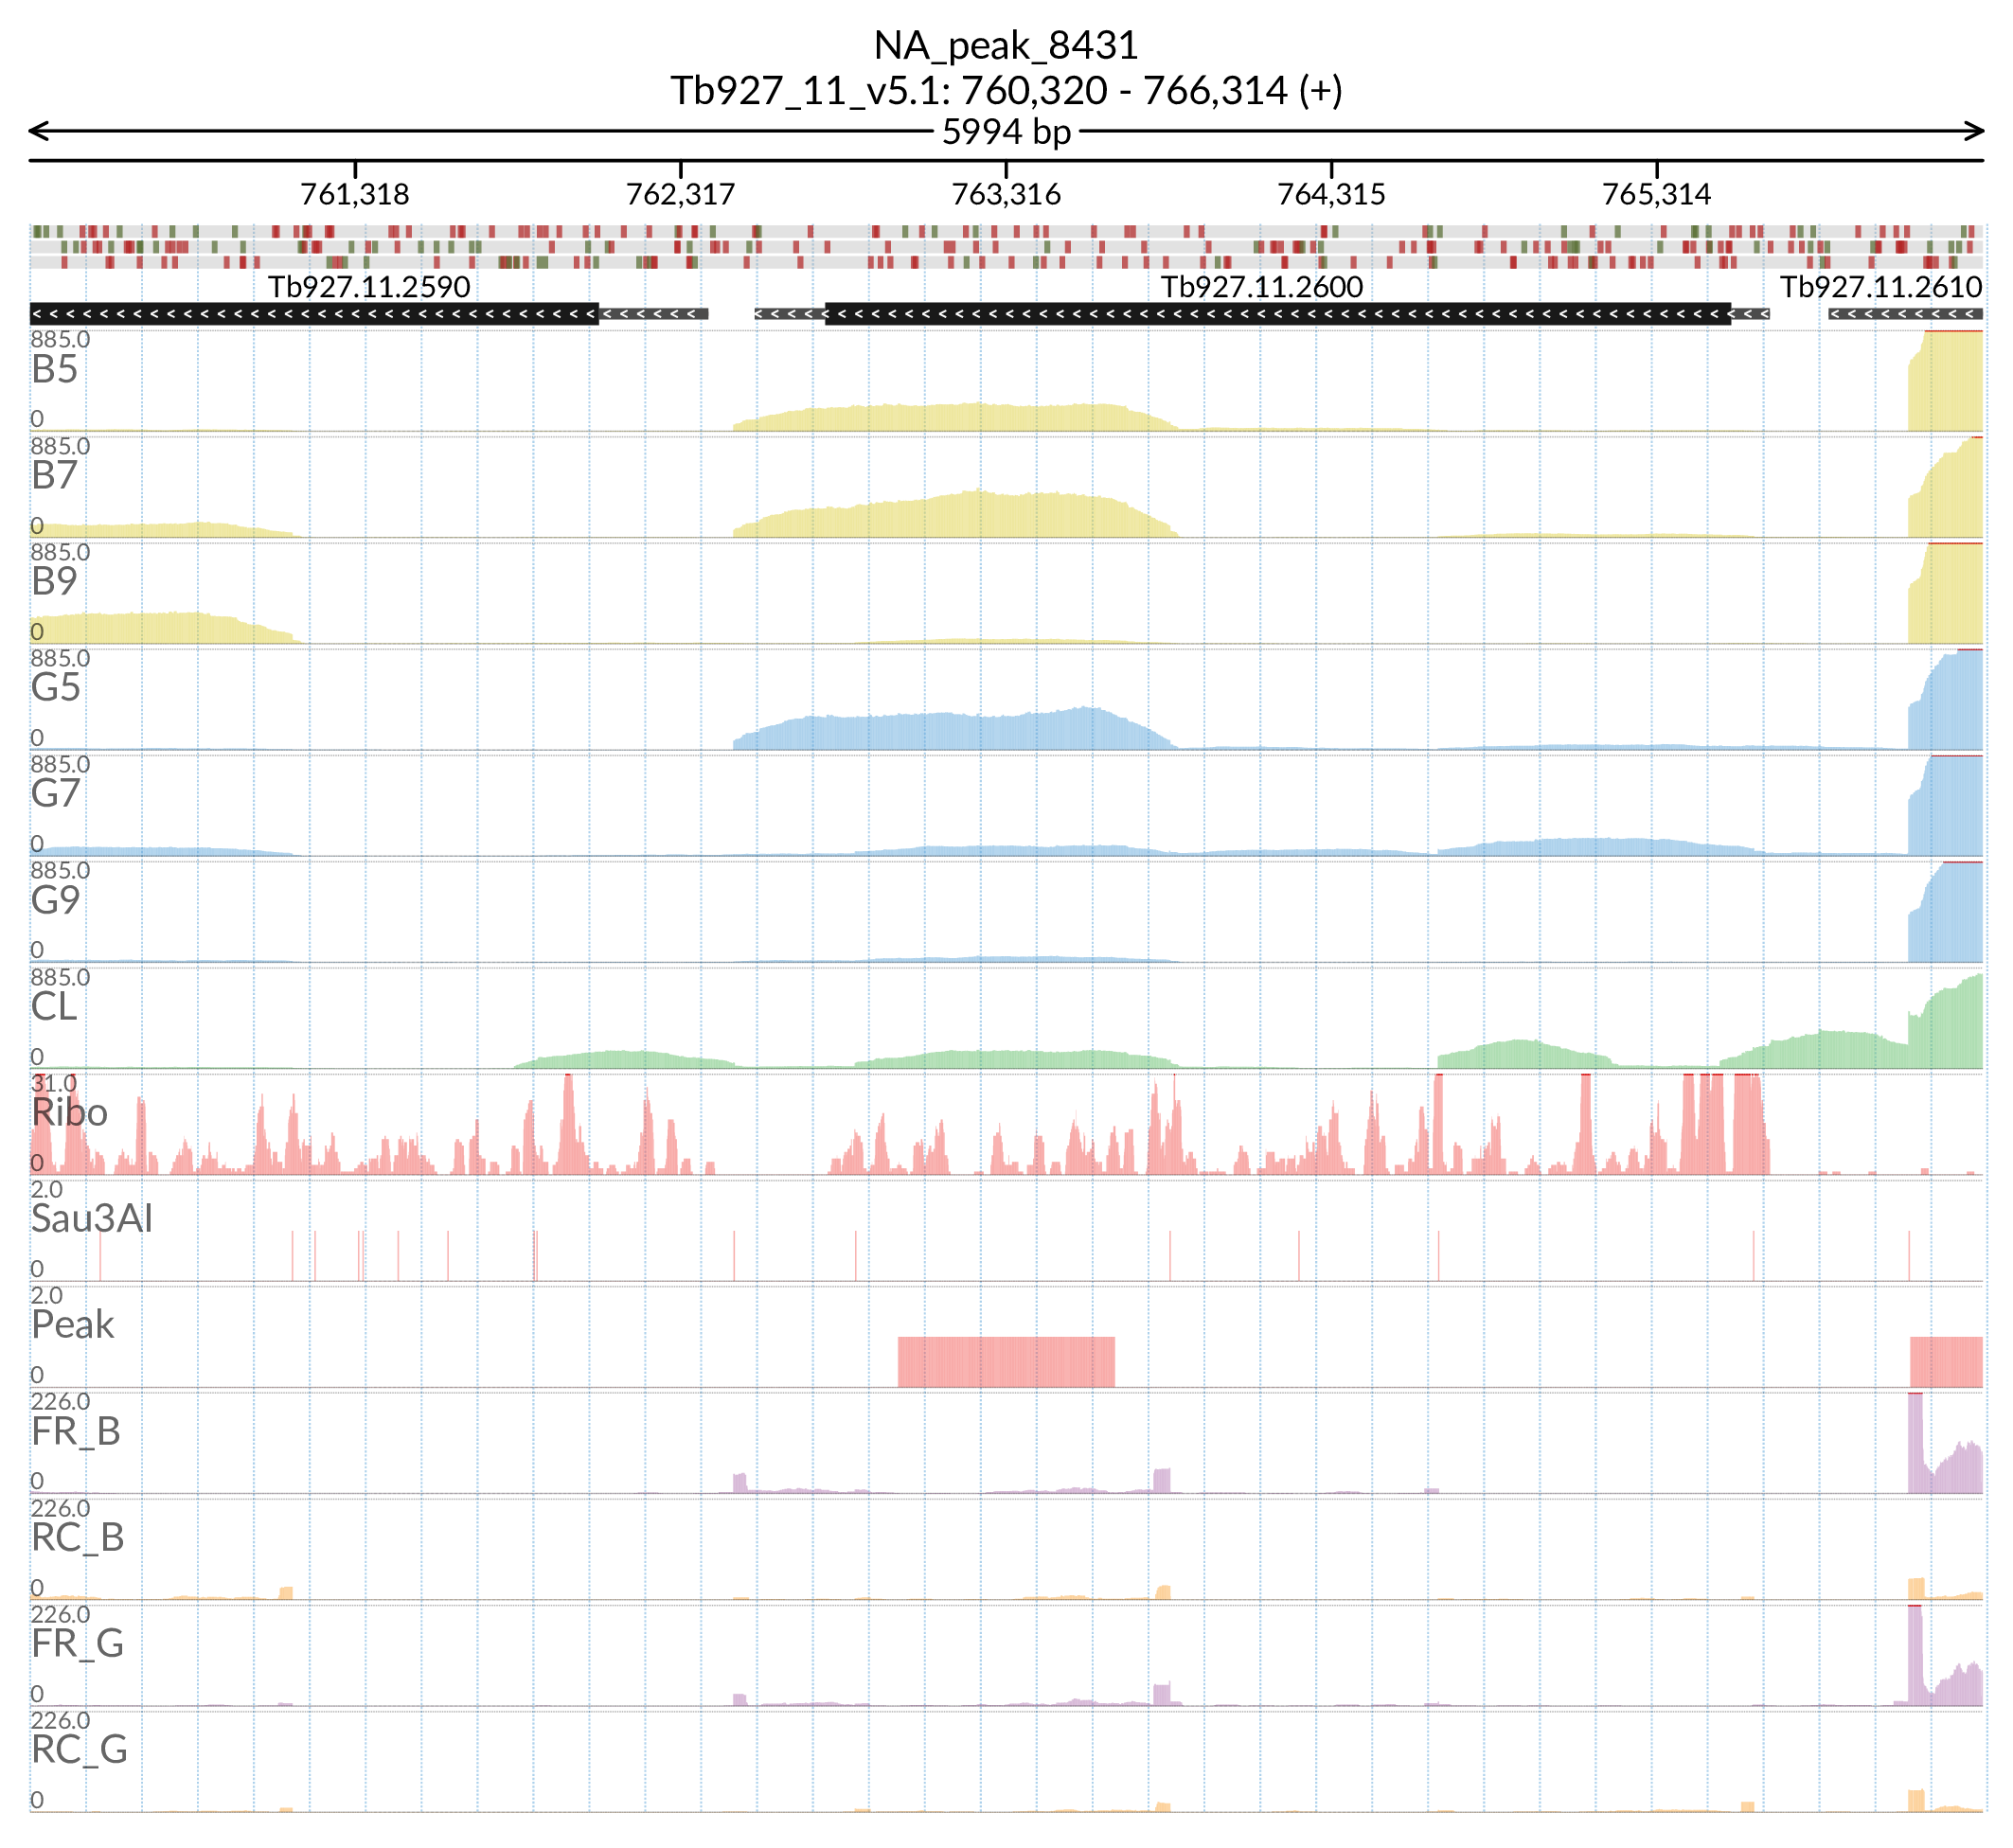 NA_peak_8431
Tb927_11_v5.1: 760,320 - 766,314 (+)
5994 bp
761,318 762,317 763,316 764,315 765,314
Tb927.11.2590 Tb927.11.2600 Tb927.11.2610
885.0
B5
0
885.0
B7
0
885.0
B9
0
885.0
G5
0
885.0
G7
0
885.0
G9
0
885.0
CL
0
31.0
Ribo
0
2.0
Sau3AI
0
2.0
Peak
0
226.0
FR_B
0
226.0
RC_B
0
226.0
FR_G
0
226.0
RC_G
0